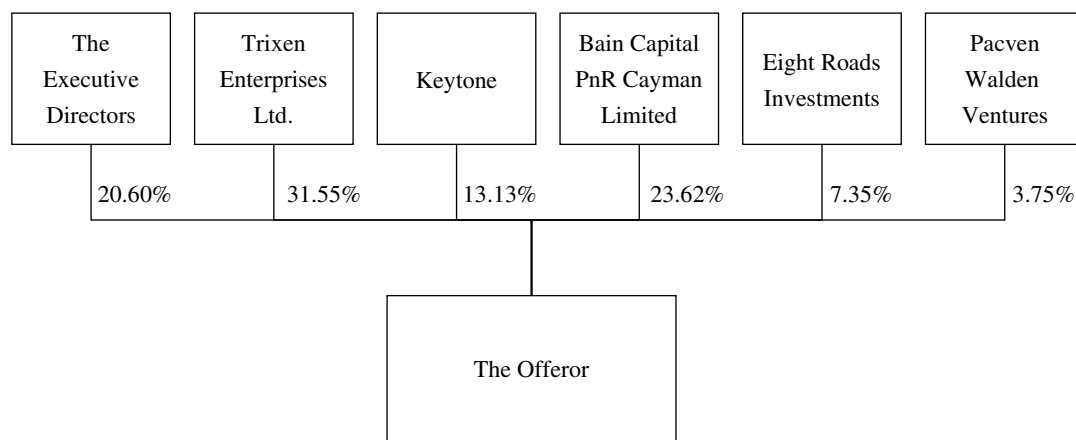 The
Executive
Directors
Trixen
Enterprises
Ltd.
Keytone
Bain Capital
PnR Cayman
Limited
Eight Roads
Investments
Pacven
Walden
Ventures
20.60%
31.55%
13.13%
23.62%
7.35%
3.75%
The Offeror